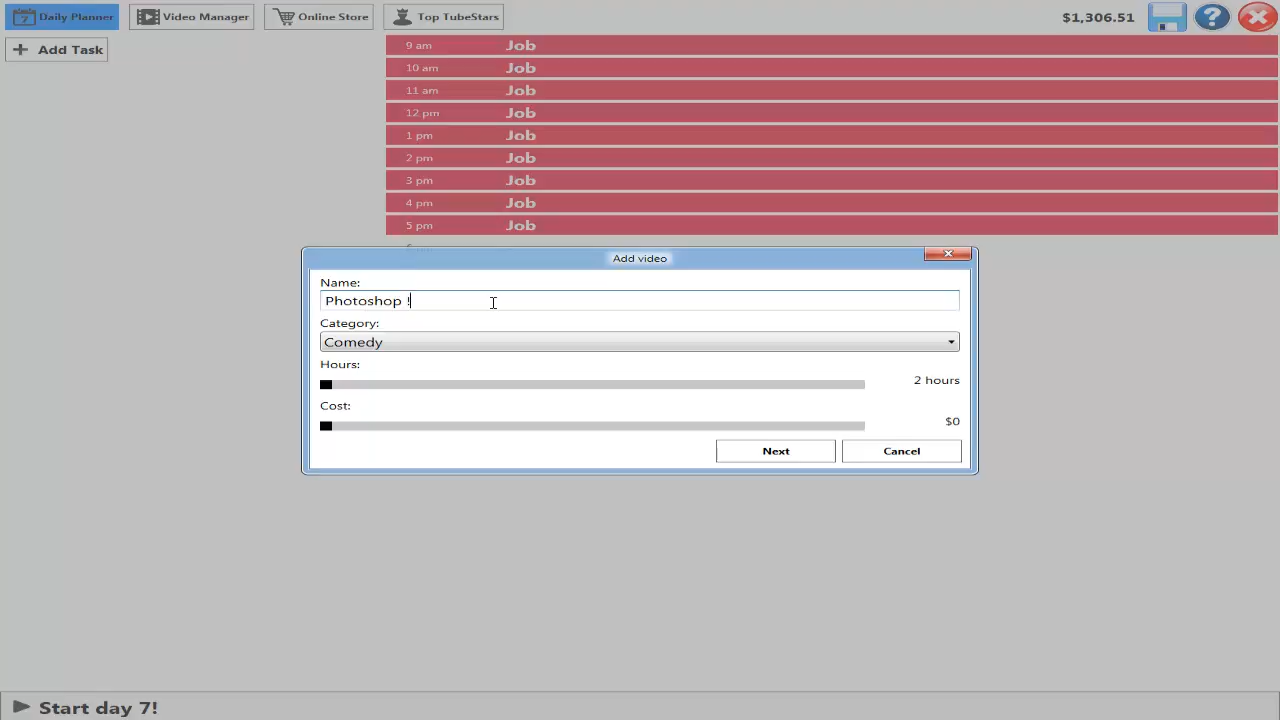 Daily Planner Video Manager Online Store Top TubeStars $1,306.51
Add Task
9 am Job
10 am Job
11 am Job
12 pm Job
1 pm Job
2 pm Job
3 pm Job
4 pm Job
5 pm Job
Add video
Name:
Photoshop !
Category:
Comedy
Hours:
2 hours
Cost:
$0
Next Cancel
Start day 7!